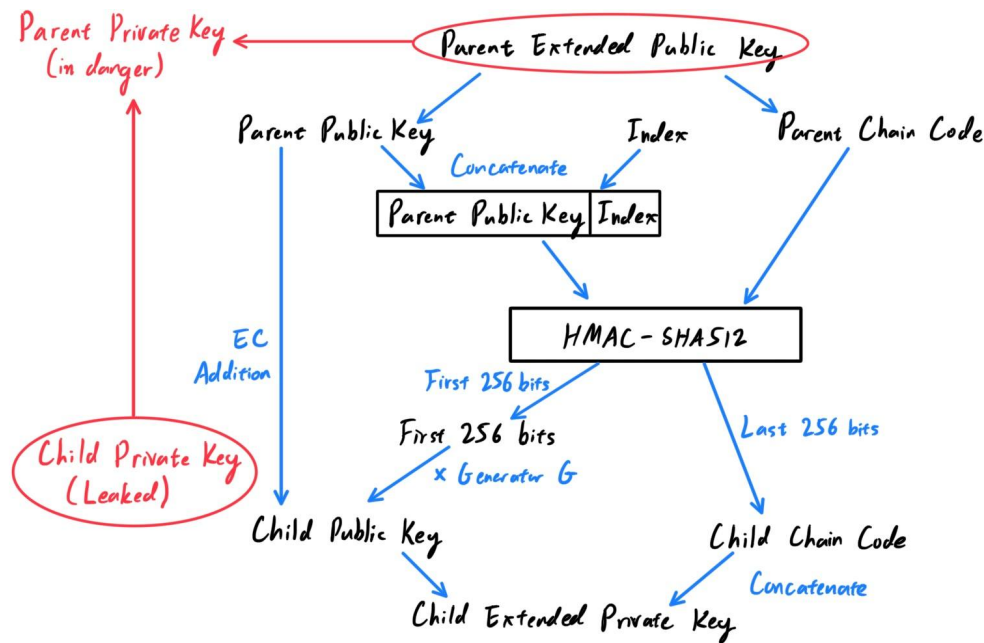 Parent Private Key
(in danger)
Parent Extended Public Key
Parent Public Key
Index
Parent Chain Code
Concatenate
Parent Public Key Index
HMAC-SHA512
EC
Addition
First 256 bits
First 256 bits
Last 256 bits
Child Private Key
(Leaked)
x Generator G
Child Public Key
Child Chain Code
Concatenate
Child Extended Private Key